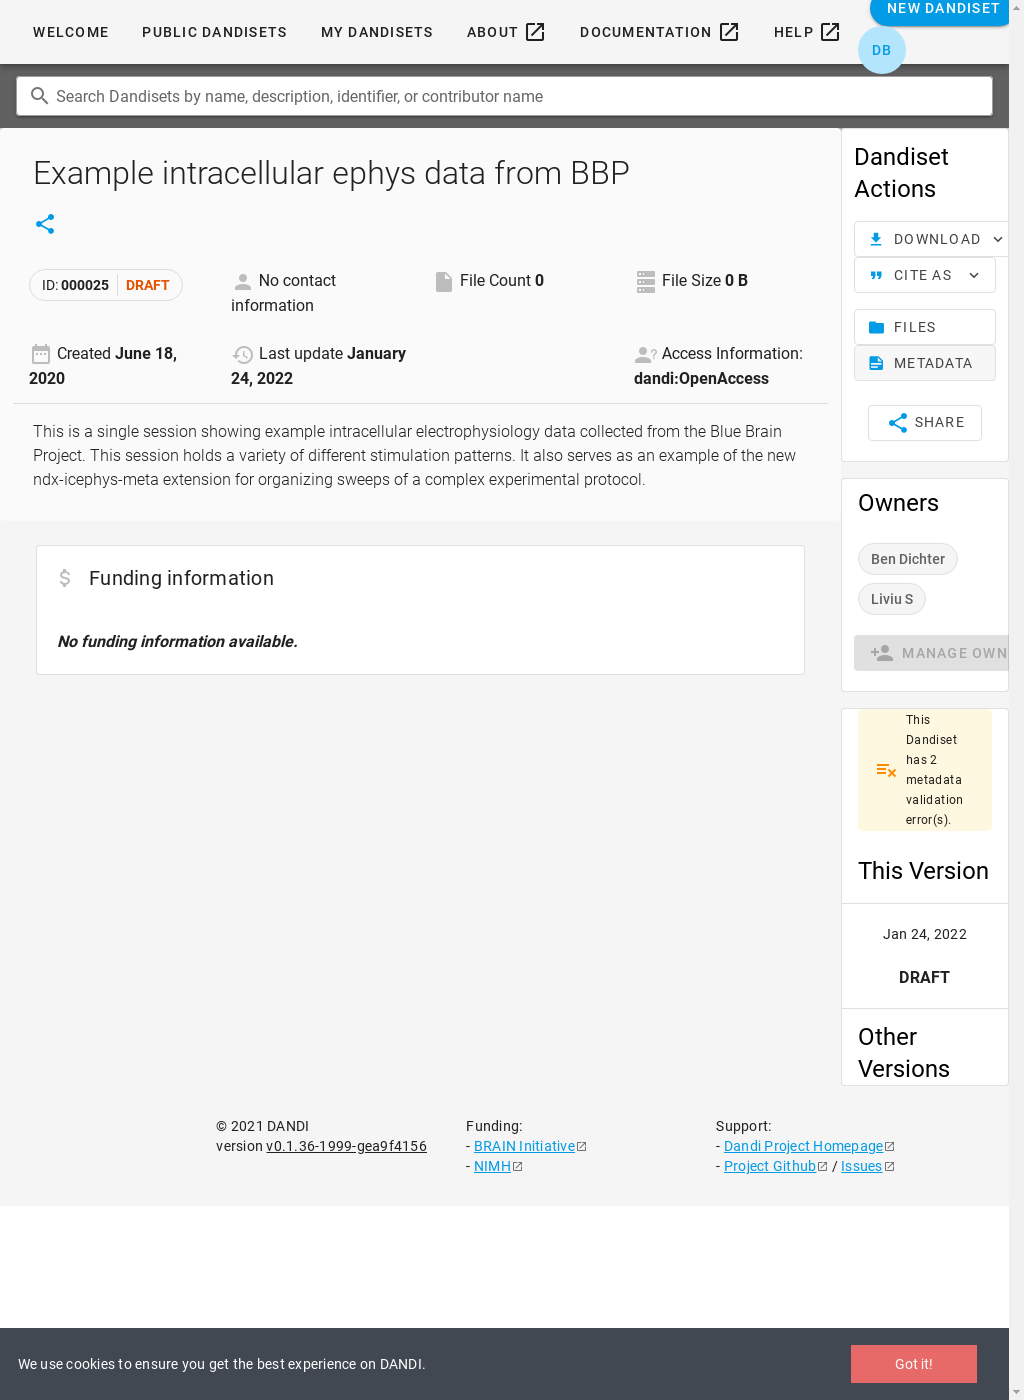 WELCOME PUBLIC DANDISETS MY DANDISETS ABOUT DOCUMENTATION HELP NEW DANDISET
DB
Search Dandisets by name, description, identifier, or contributor name
Example intracellular ephys data from BBP
ID: 000025 DRAFT
No contact
information
File Count 0
File Size 0 B
Created June 18,
2020
Last update January
24, 2022
Access Information:
dandi:OpenAccess
This is a single session showing example intracellular electrophysiology data collected from the Blue Brain
Project. This session holds a variety of different stimulation patterns. It also serves as an example of the new
ndx-icephys-meta extension for organizing sweeps of a complex experimental protocol.
Funding information
No funding information available.
Dandiset
Actions
DOWNLOAD
CITE AS
FILES
METADATA
SHARE
Owners
Ben Dichter
Liviu S
MANAGE OWN
This
Dandiset
has 2
metadata
validation
error(s).
This Version
Jan 24, 2022
DRAFT
Other
Versions
© 2021 DANDI
version v0.1.36-1999-gea9f4156
Funding:
- BRAIN Initiative
- NIMH
Support:
- Dandi Project Homepage
- Project Github / Issues
We use cookies to ensure you get the best experience on DANDI.
Got it!